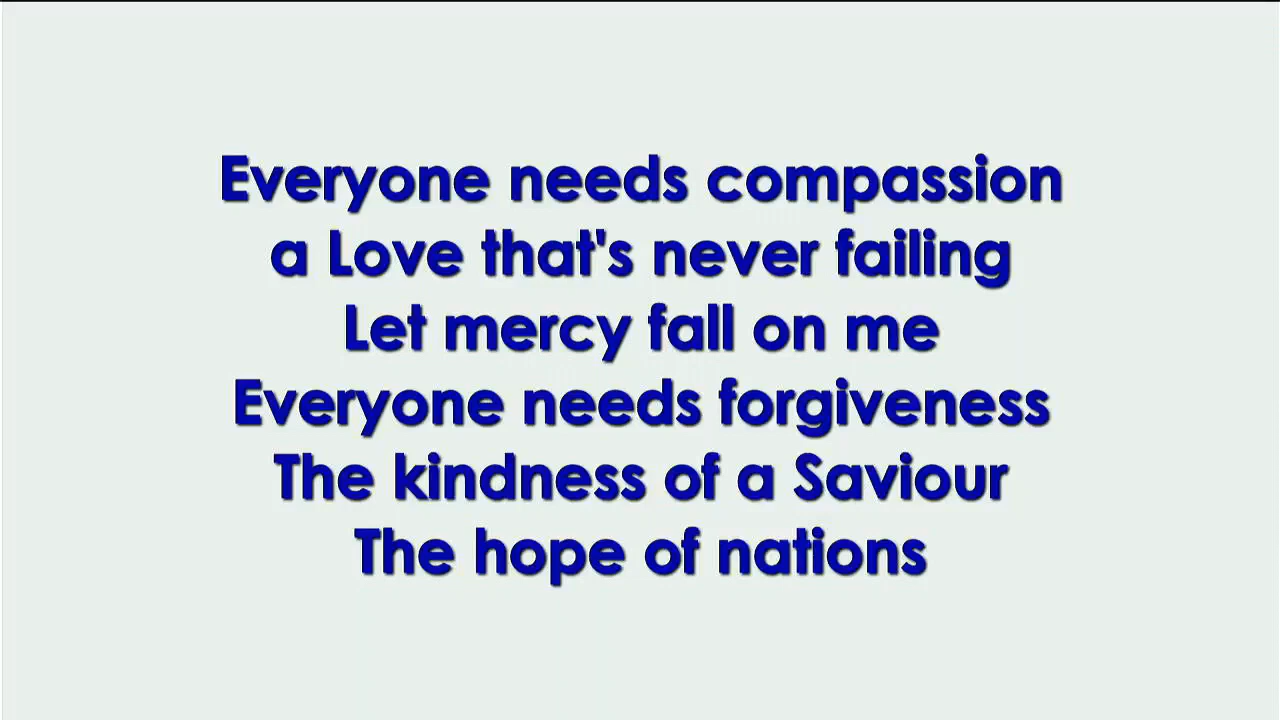 Everyone needs compassion
a Love that's never failing
Let mercy fall on me
Everyone needs forgiveness
The kindness of a Saviour
The hope of nations